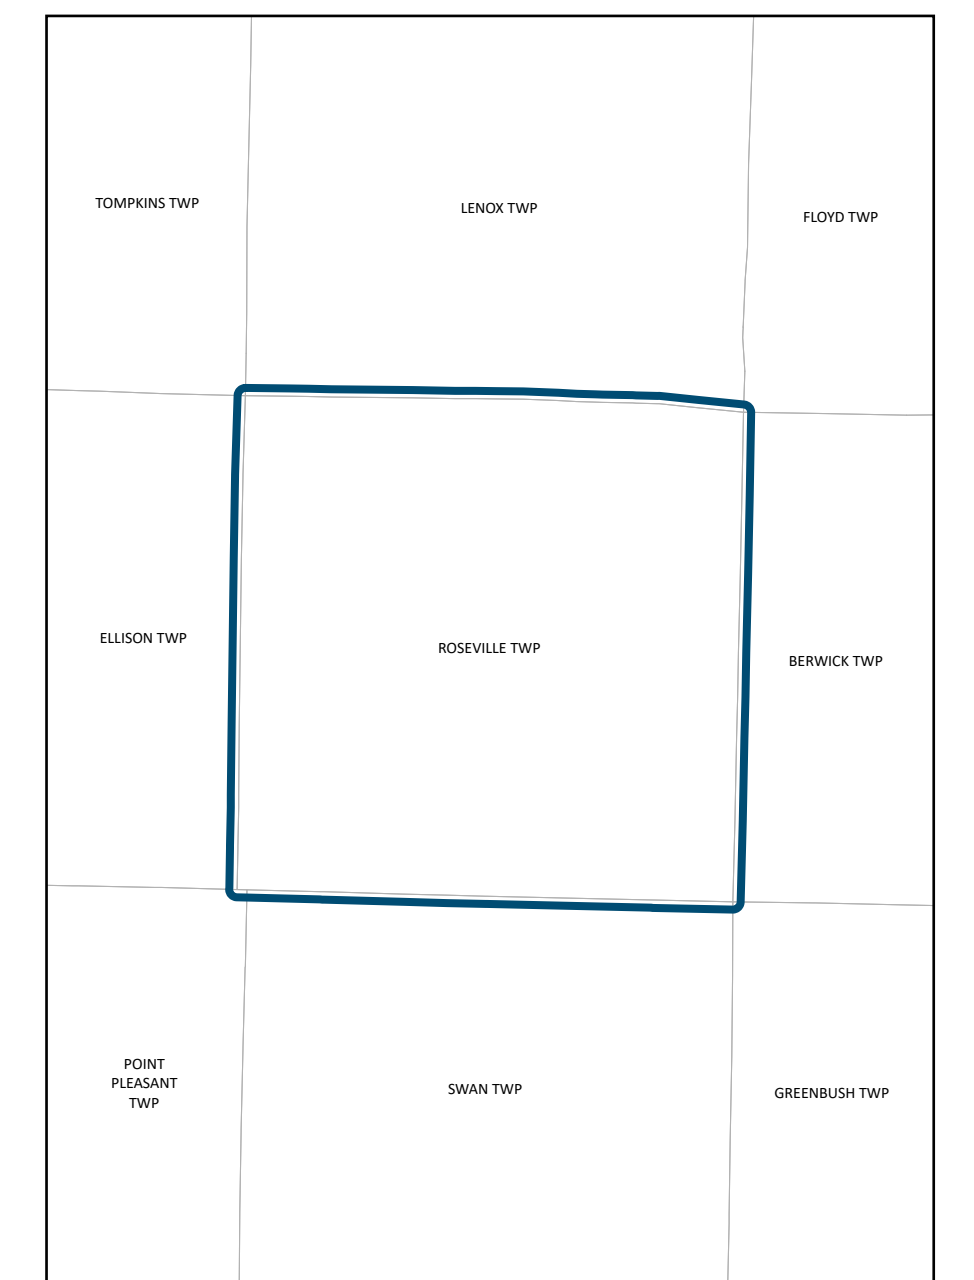 TOMPKINS TWP
LENOX TWP
FLOYD TWP
ELLISON TWP
ROSEVILLE TWP
BERWICK TWP
POINT
PLEASANT
TWP
SWAN TWP
GREENBUSH TWP